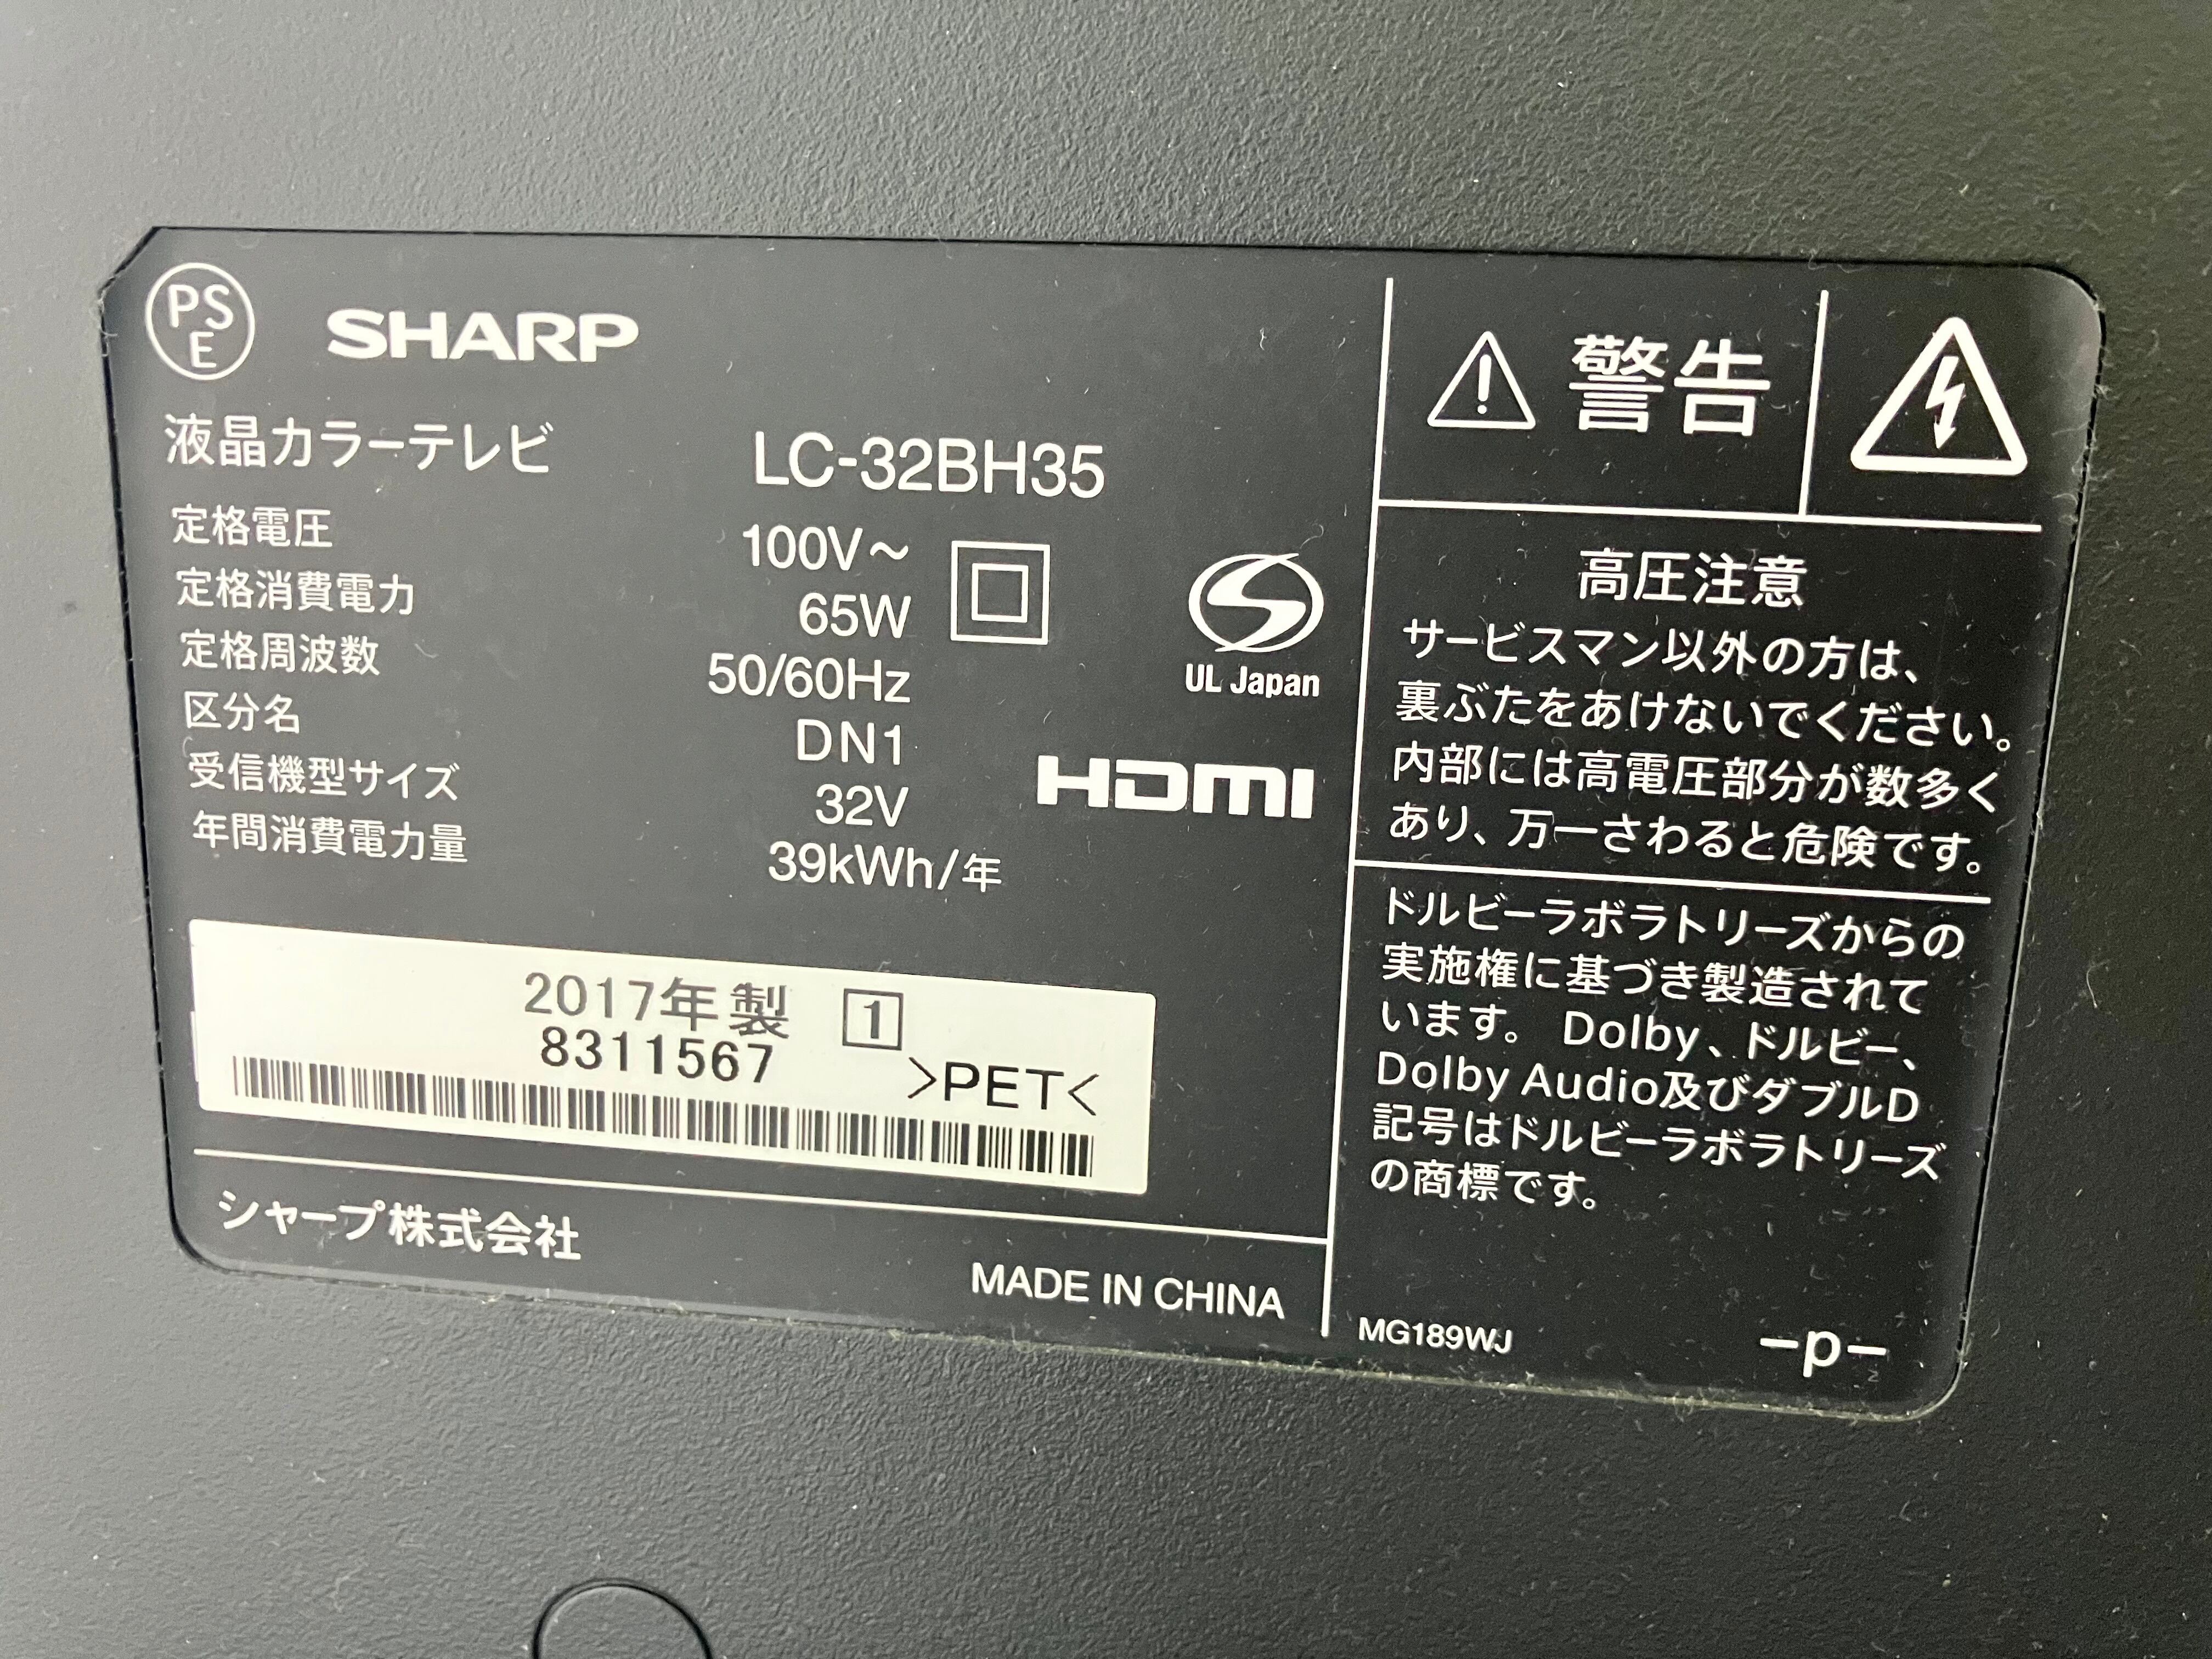 PS
E
SHARP
液晶カラーテレビ LC-32BH35
定格電圧 100V～
定格消費電力 65W
定格周波数 50/60Hz
区分名 DN1
受信機型サイズ 32V
年間消費電力量 39kWh/年
UL Japan
HDMI
2017年製 1
8311567
>PET<
シャープ株式会社
MADE IN CHINA
警告
高圧注意
サービスマン以外の方は、
裏ぶたをあけないでください。
内部には高電圧部分が数多く
あり、万一さわると危険です。
ドルビーラボラトリーズからの
実施権に基づき製造されて
います。 Dolby、ドルビー、
Dolby Audio及びダブルD
記号はドルビーラボラトリーズ
の商標です。
MG189WJ
-p-
2